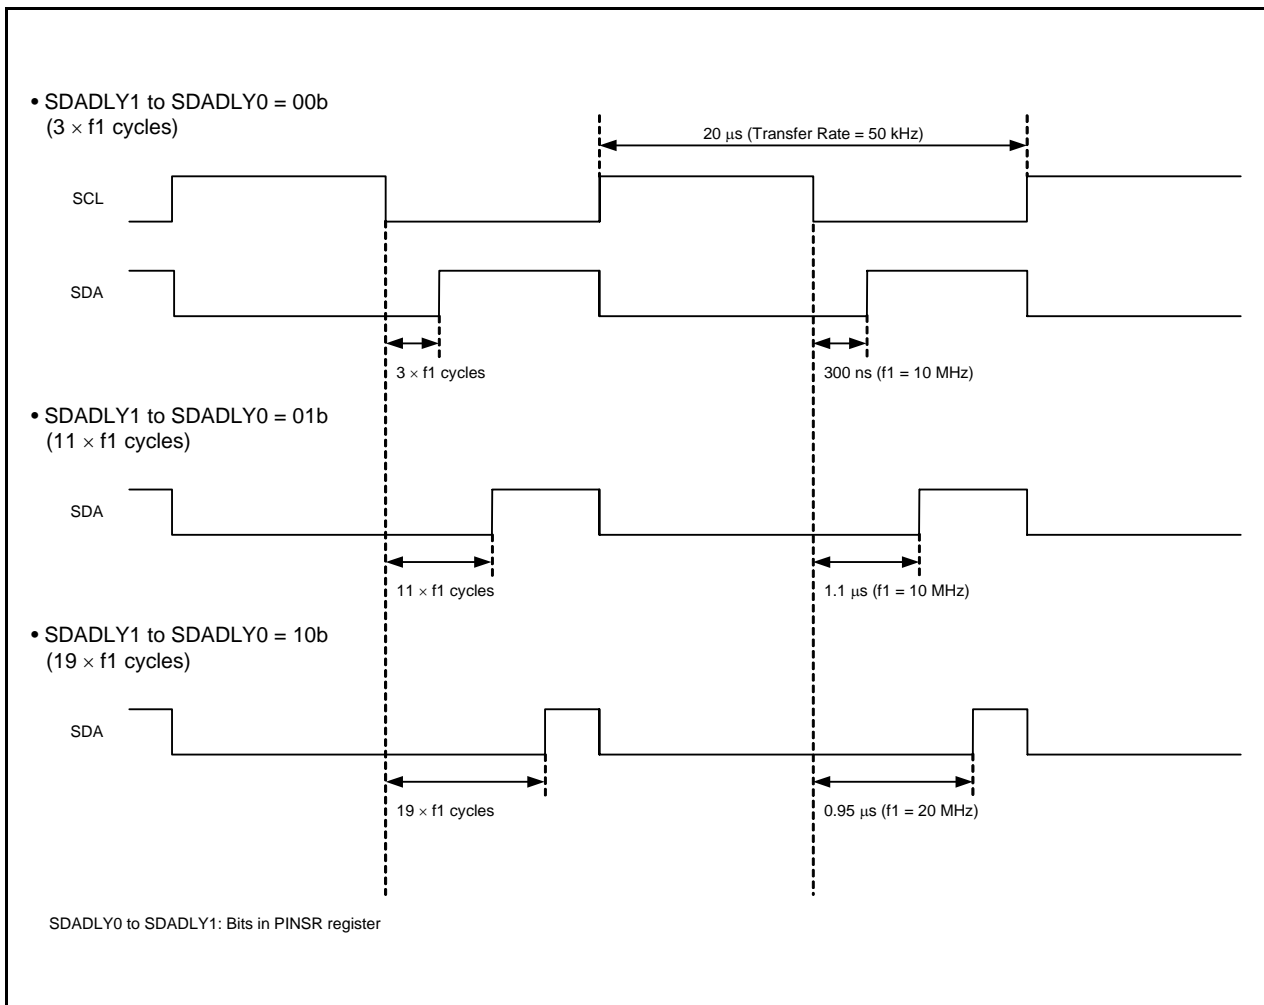 • SDADLY1 to SDADLY0 = 00b
(3 × f1 cycles)
20 µs (Transfer Rate = 50 kHz)
SCL
SDA
3 × f1 cycles
300 ns (f1 = 10 MHz)
• SDADLY1 to SDADLY0 = 01b
(11 × f1 cycles)
SDA
11 × f1 cycles
1.1 µs (f1 = 10 MHz)
• SDADLY1 to SDADLY0 = 10b
(19 × f1 cycles)
SDA
19 × f1 cycles
0.95 µs (f1 = 20 MHz)
SDADLY0 to SDADLY1: Bits in PINSR register